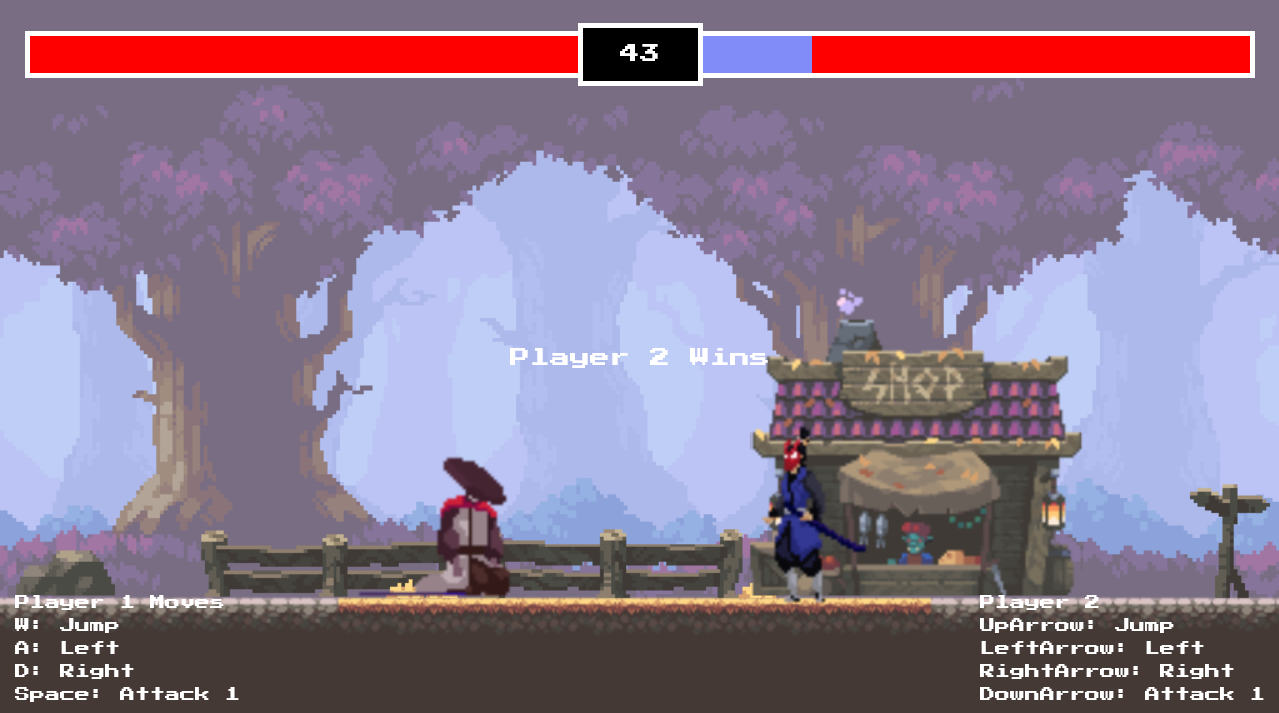 43
Player 2 Wins
SHOP
Player 1 Moves
W: Jump
A: Left
D: Right
Space: Attack 1
Player 2
UpArrow: Jump
LeftArrow: Left
RightArrow: Right
DownArrow: Attack 1